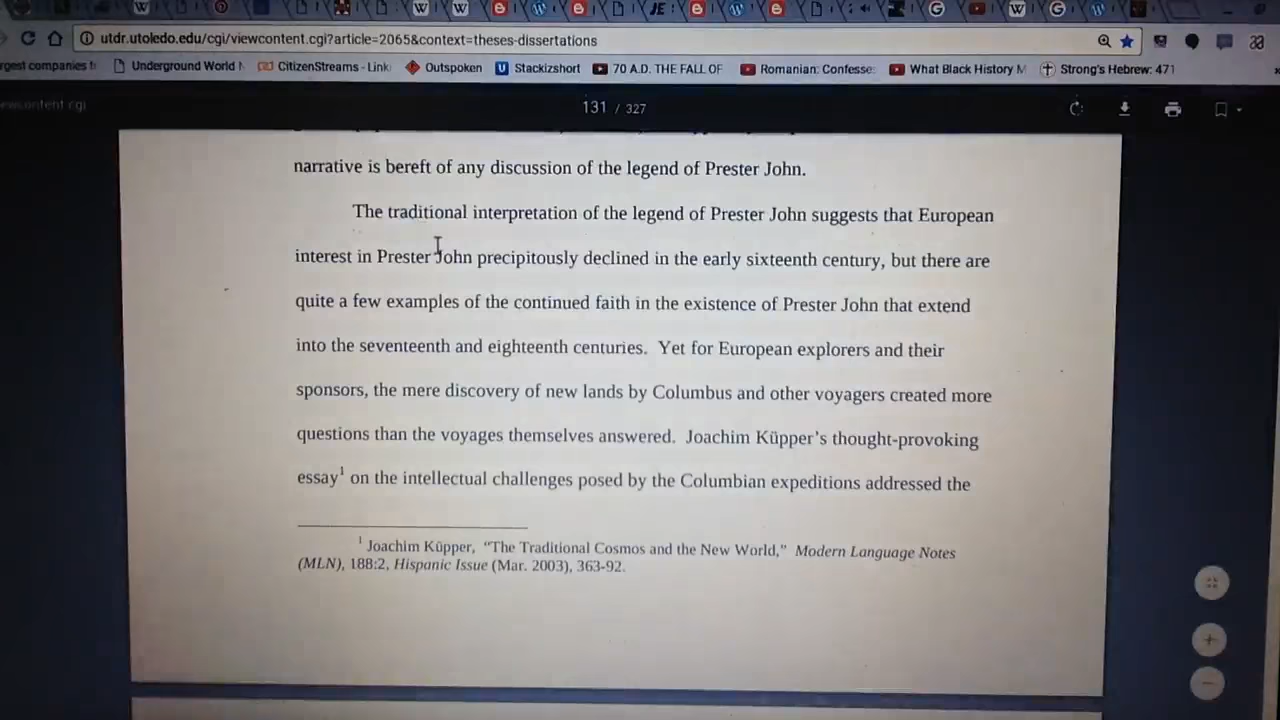 utdr.utoledo.edu/cgi/viewcontent.cgi?article=2065&context=theses-dissertations
rgest companies Underground World CitizenStreams - Link Outspoken Stackizshort 70 A.D. THE FALL OF Romanian: Confesse: What Black History M Strong's Hebrew: 471
ewcontent.cgi
131 / 327
narrative is bereft of any discussion of the legend of Prester John.
The traditional interpretation of the legend of Prester John suggests that European
interest in Prester John precipitously declined in the early sixteenth century, but there are
quite a few examples of the continued faith in the existence of Prester John that extend
into the seventeenth and eighteenth centuries. Yet for European explorers and their
sponsors, the mere discovery of new lands by Columbus and other voyagers created more
questions than the voyages themselves answered. Joachim Küpper’s thought-provoking
essay1 on the intellectual challenges posed by the Columbian expeditions addressed the
1 Joachim Küpper, “The Traditional Cosmos and the New World,” Modern Language Notes
(MLN), 188:2, Hispanic Issue (Mar. 2003), 363-92.